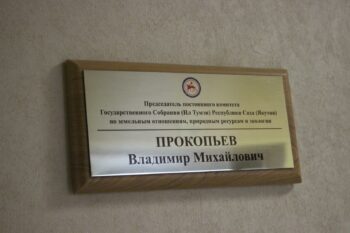 Председатель постоянного комитета
Государственного Собрания (Ил Тумэн) Республики Саха (Якутия)
по земельным отношениям, природным ресурсам и экологии
ПРОКОПЬЕВ
Владимир Михайлович